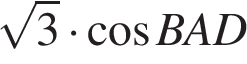 √3 · cos BAD